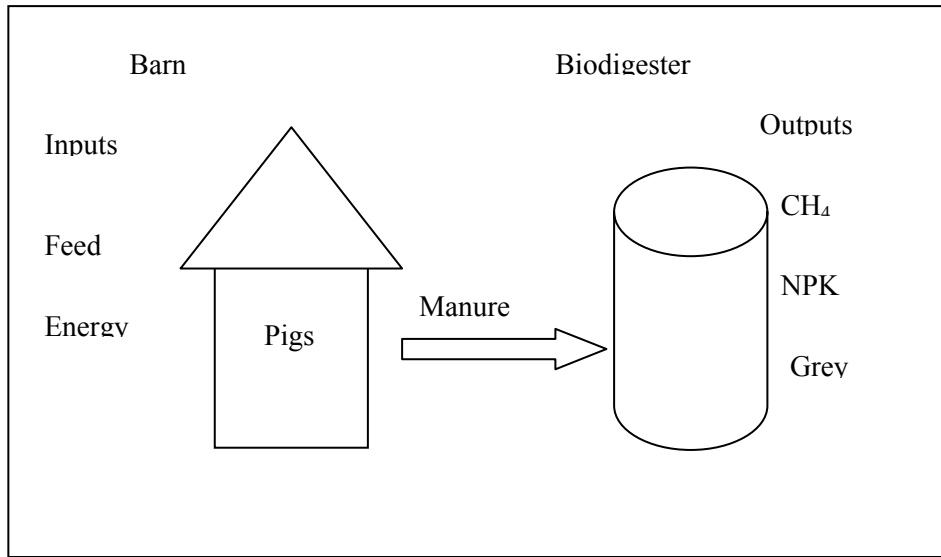 Barn
Biodigester
Inputs
Outputs
Feed
CH₄
Energy
NPK
Pigs
Manure
Grey